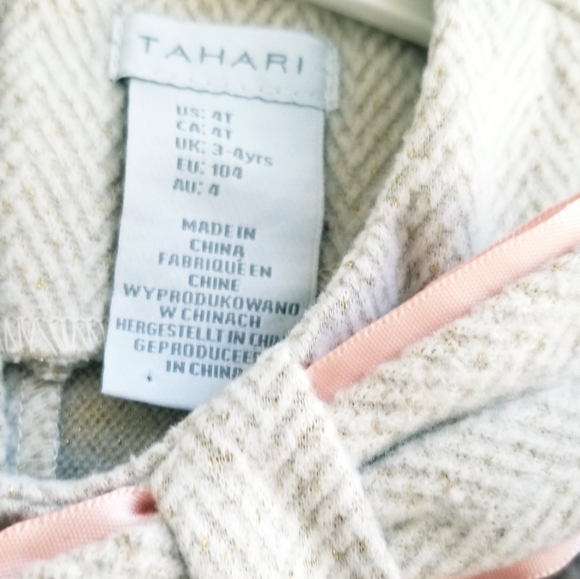 TAHARI
US: 4T
CA: 4T
UK: 3-4yrs
EU: 104
AU: 4
MADE IN
CHINA
FABRIQUÉ EN
CHINE
WYPRODUKOWANO
W CHINACH
HERGESTELLT IN
GEPRODUCEERD
IN CHINA